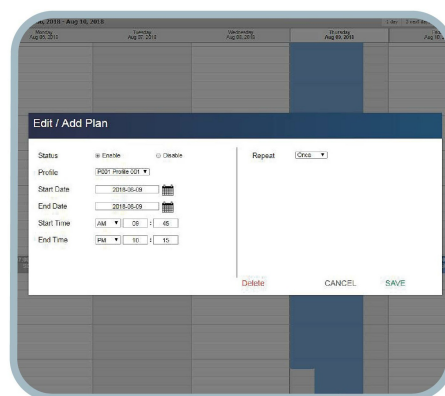 2018 - Aug 10, 2018
Monday Tuesday Wednesday Thursday
Aug 07, 2018 Aug 08, 2018 Aug 09, 2018
Edit / Add Plan
Status Enable Disable
Repeat Once
Profile P001 Profile 001
Start Date 2018-08-09
End Date 2018-08-09
Start Time AM 09 : 45
End Time PM 10 : 15
Delete CANCEL SAVE